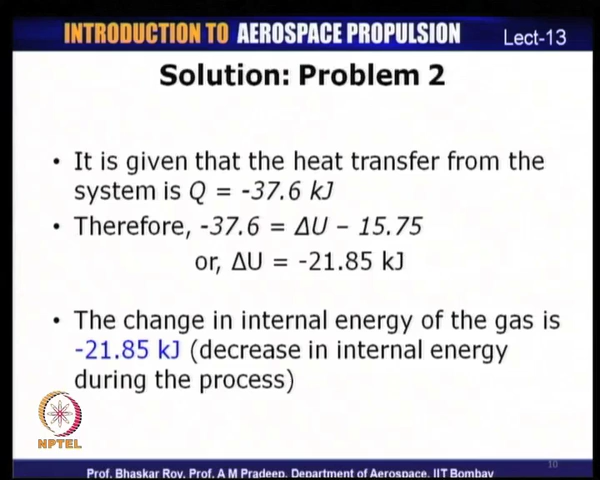 INTRODUCTION TO AEROSPACE PROPULSION Lect-13
Solution: Problem 2
• It is given that the heat transfer from the
system is Q = -37.6 kJ
• Therefore, -37.6 = ΔU – 15.75
or, ΔU = -21.85 kJ
• The change in internal energy of the gas is
-21.85 kJ (decrease in internal energy
during the process)
NPTEL
10
Prof. Bhaskar Roy, Prof. A M Pradeep, Department of Aerospace, IIT Bombay